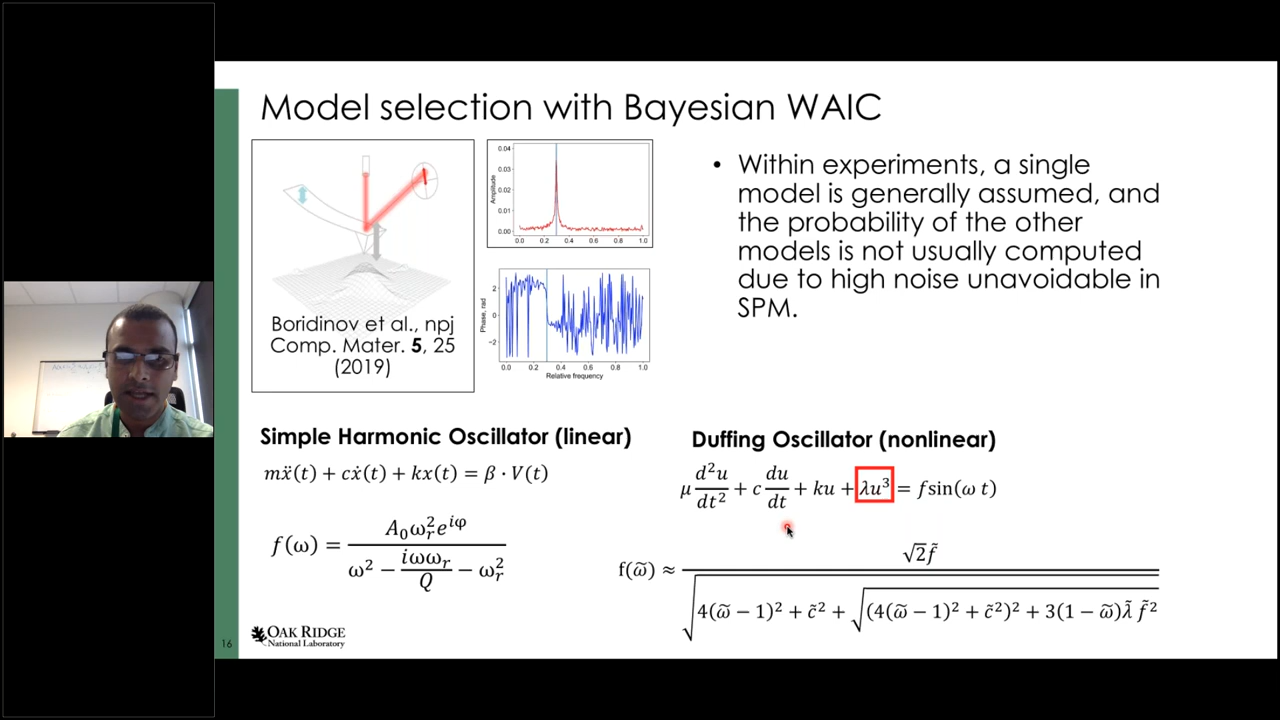 Model selection with Bayesian WAIC
Boridinov et al., npj
Comp. Mater. 5, 25
(2019)
0.04
0.03
0.02
0.01
0.00
Amplitude
0.0 0.2 0.4 0.6 0.8 1.0
2
0
−2
Phase, rad
0.0 0.2 0.4 0.6 0.8 1.0
Relative frequency
• Within experiments, a single
model is generally assumed, and
the probability of the other
models is not usually computed
due to high noise unavoidable in
SPM.
Simple Harmonic Oscillator (linear)
mẍ(t) + cẋ(t) + kx(t) = β · V(t)
f(ω) = A₀ω_r²e^{iφ} / (ω² − iωω_r/Q − ω_r²)
Duffing Oscillator (nonlinear)
μ d²u/dt² + c du/dt + ku + λu³ = fsin(ω t)
f(ω̃) ≈ √2f̃ / √(4(ω̃ − 1)² + c̃² + √((4(ω̃ − 1)² + c̃²)² + 3(1 − ω̃)λ̃ f̃²))
16
OAK RIDGE
National Laboratory